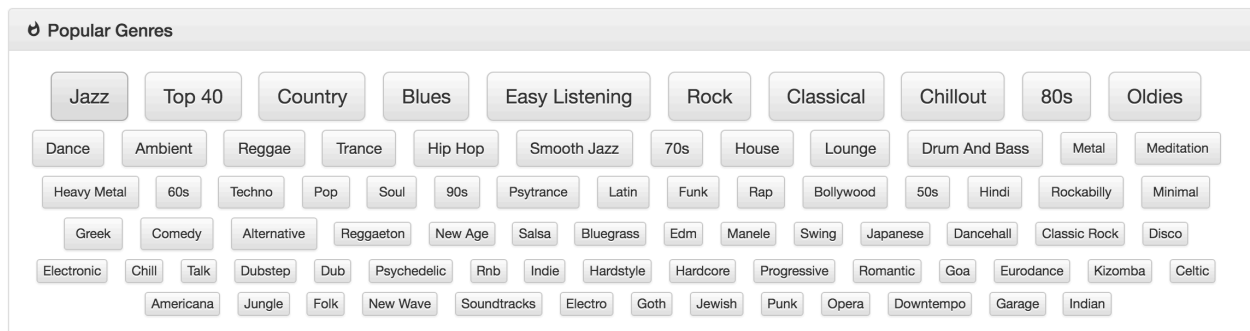 Popular Genres
Jazz Top 40 Country Blues Easy Listening Rock Classical Chillout 80s Oldies
Dance Ambient Reggae Trance Hip Hop Smooth Jazz 70s House Lounge Drum And Bass Metal Meditation
Heavy Metal 60s Techno Pop Soul 90s Psytrance Latin Funk Rap Bollywood 50s Hindi Rockabilly Minimal
Greek Comedy Alternative Reggaeton New Age Salsa Bluegrass Edm Manele Swing Japanese Dancehall Classic Rock Disco
Electronic Chill Talk Dubstep Dub Psychedelic Rnb Indie Hardstyle Hardcore Progressive Romantic Goa Eurodance Kizomba Celtic
Americana Jungle Folk New Wave Soundtracks Electro Goth Jewish Punk Opera Downtempo Garage Indian